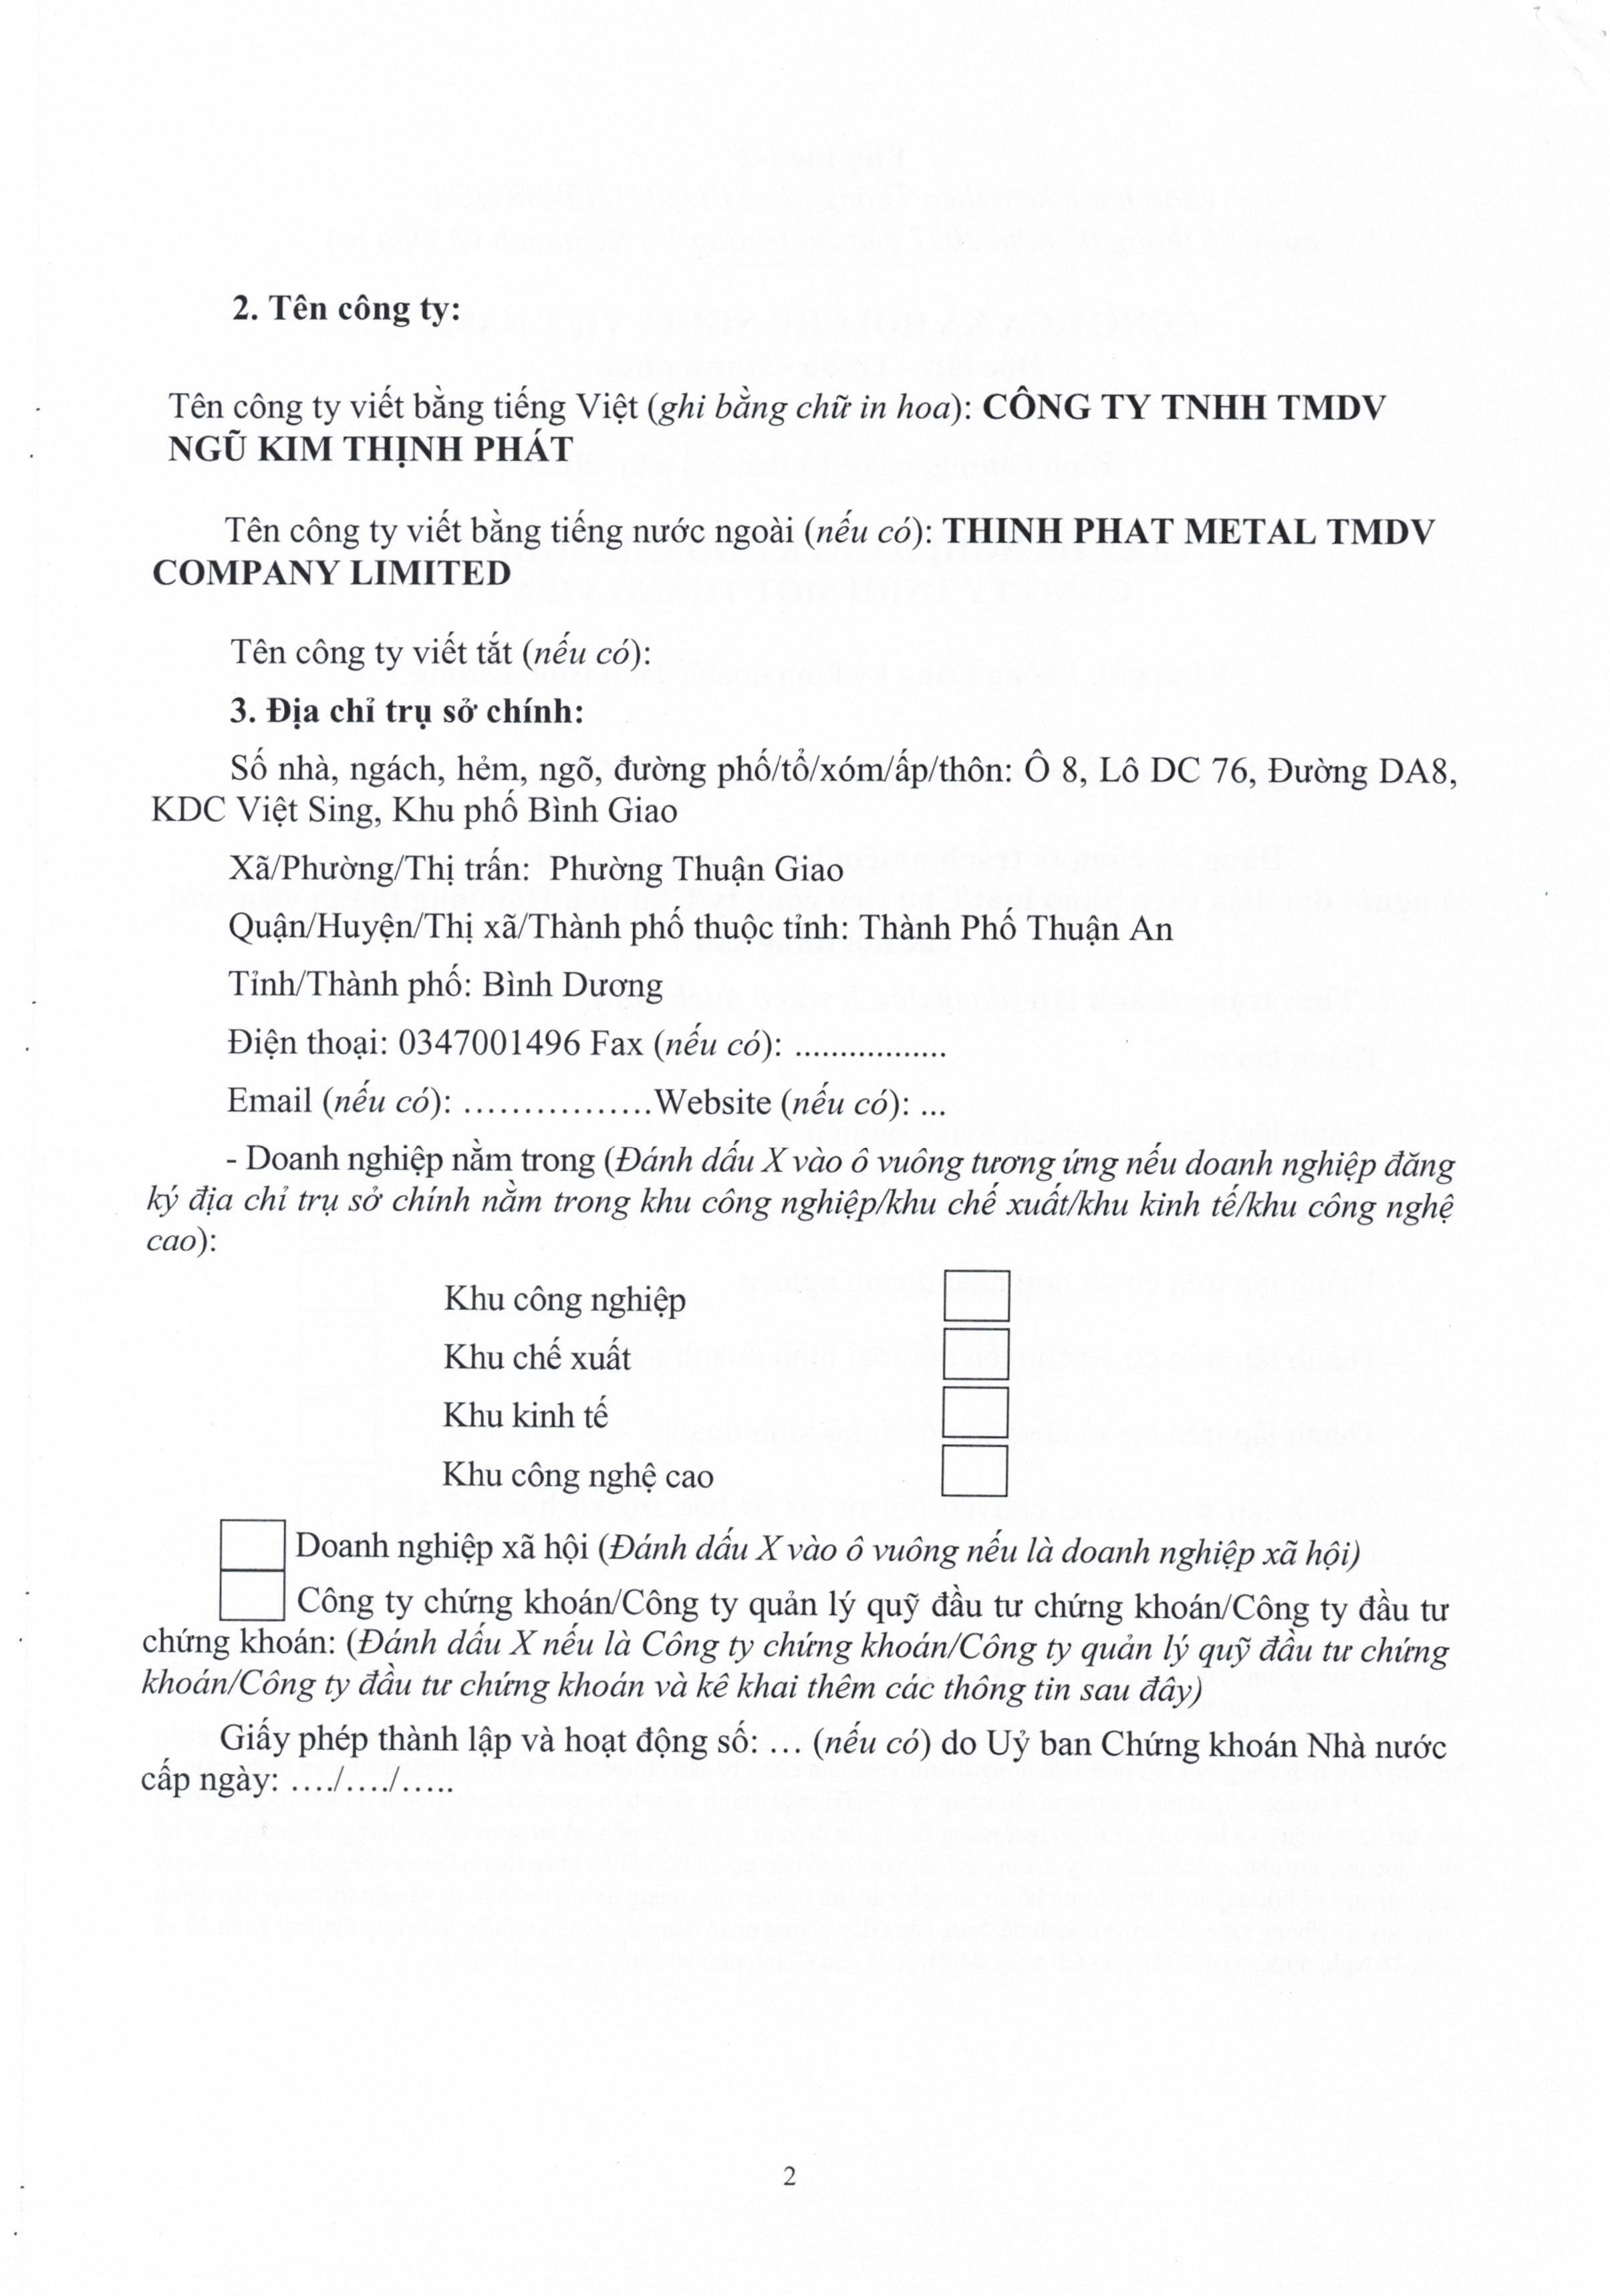 2. Tên công ty:
Tên công ty viết bằng tiếng Việt (ghi bằng chữ in hoa): CÔNG TY TNHH TMDV
NGŨ KIM THỊNH PHÁT
Tên công ty viết bằng tiếng nước ngoài (nếu có): THINH PHAT METAL TMDV
COMPANY LIMITED
Tên công ty viết tắt (nếu có):
3. Địa chỉ trụ sở chính:
Số nhà, ngách, hẻm, ngõ, đường phố/tổ/xóm/ấp/thôn: Ô 8, Lô DC 76, Đường DA8,
KDC Việt Sing, Khu phố Bình Giao
Xã/Phường/Thị trấn: Phường Thuận Giao
Quận/Huyện/Thị xã/Thành phố thuộc tỉnh: Thành Phố Thuận An
Tỉnh/Thành phố: Bình Dương
Điện thoại: 0347001496 Fax (nếu có): .................
Email (nếu có): .................Website (nếu có): ...
- Doanh nghiệp nằm trong (Đánh dấu X vào ô vuông tương ứng nếu doanh nghiệp đăng
ký địa chỉ trụ sở chính nằm trong khu công nghiệp/khu chế xuất/khu kinh tế/khu công nghệ
cao):
Khu công nghiệp
Khu chế xuất
Khu kinh tế
Khu công nghệ cao
Doanh nghiệp xã hội (Đánh dấu X vào ô vuông nếu là doanh nghiệp xã hội)
Công ty chứng khoán/Công ty quản lý quỹ đầu tư chứng khoán/Công ty đầu tư
chứng khoán: (Đánh dấu X nếu là Công ty chứng khoán/Công ty quản lý quỹ đầu tư chứng
khoán/Công ty đầu tư chứng khoán và kê khai thêm các thông tin sau đây)
Giấy phép thành lập và hoạt động số: … (nếu có) do Uỷ ban Chứng khoán Nhà nước
cấp ngày: …./…./…..
2